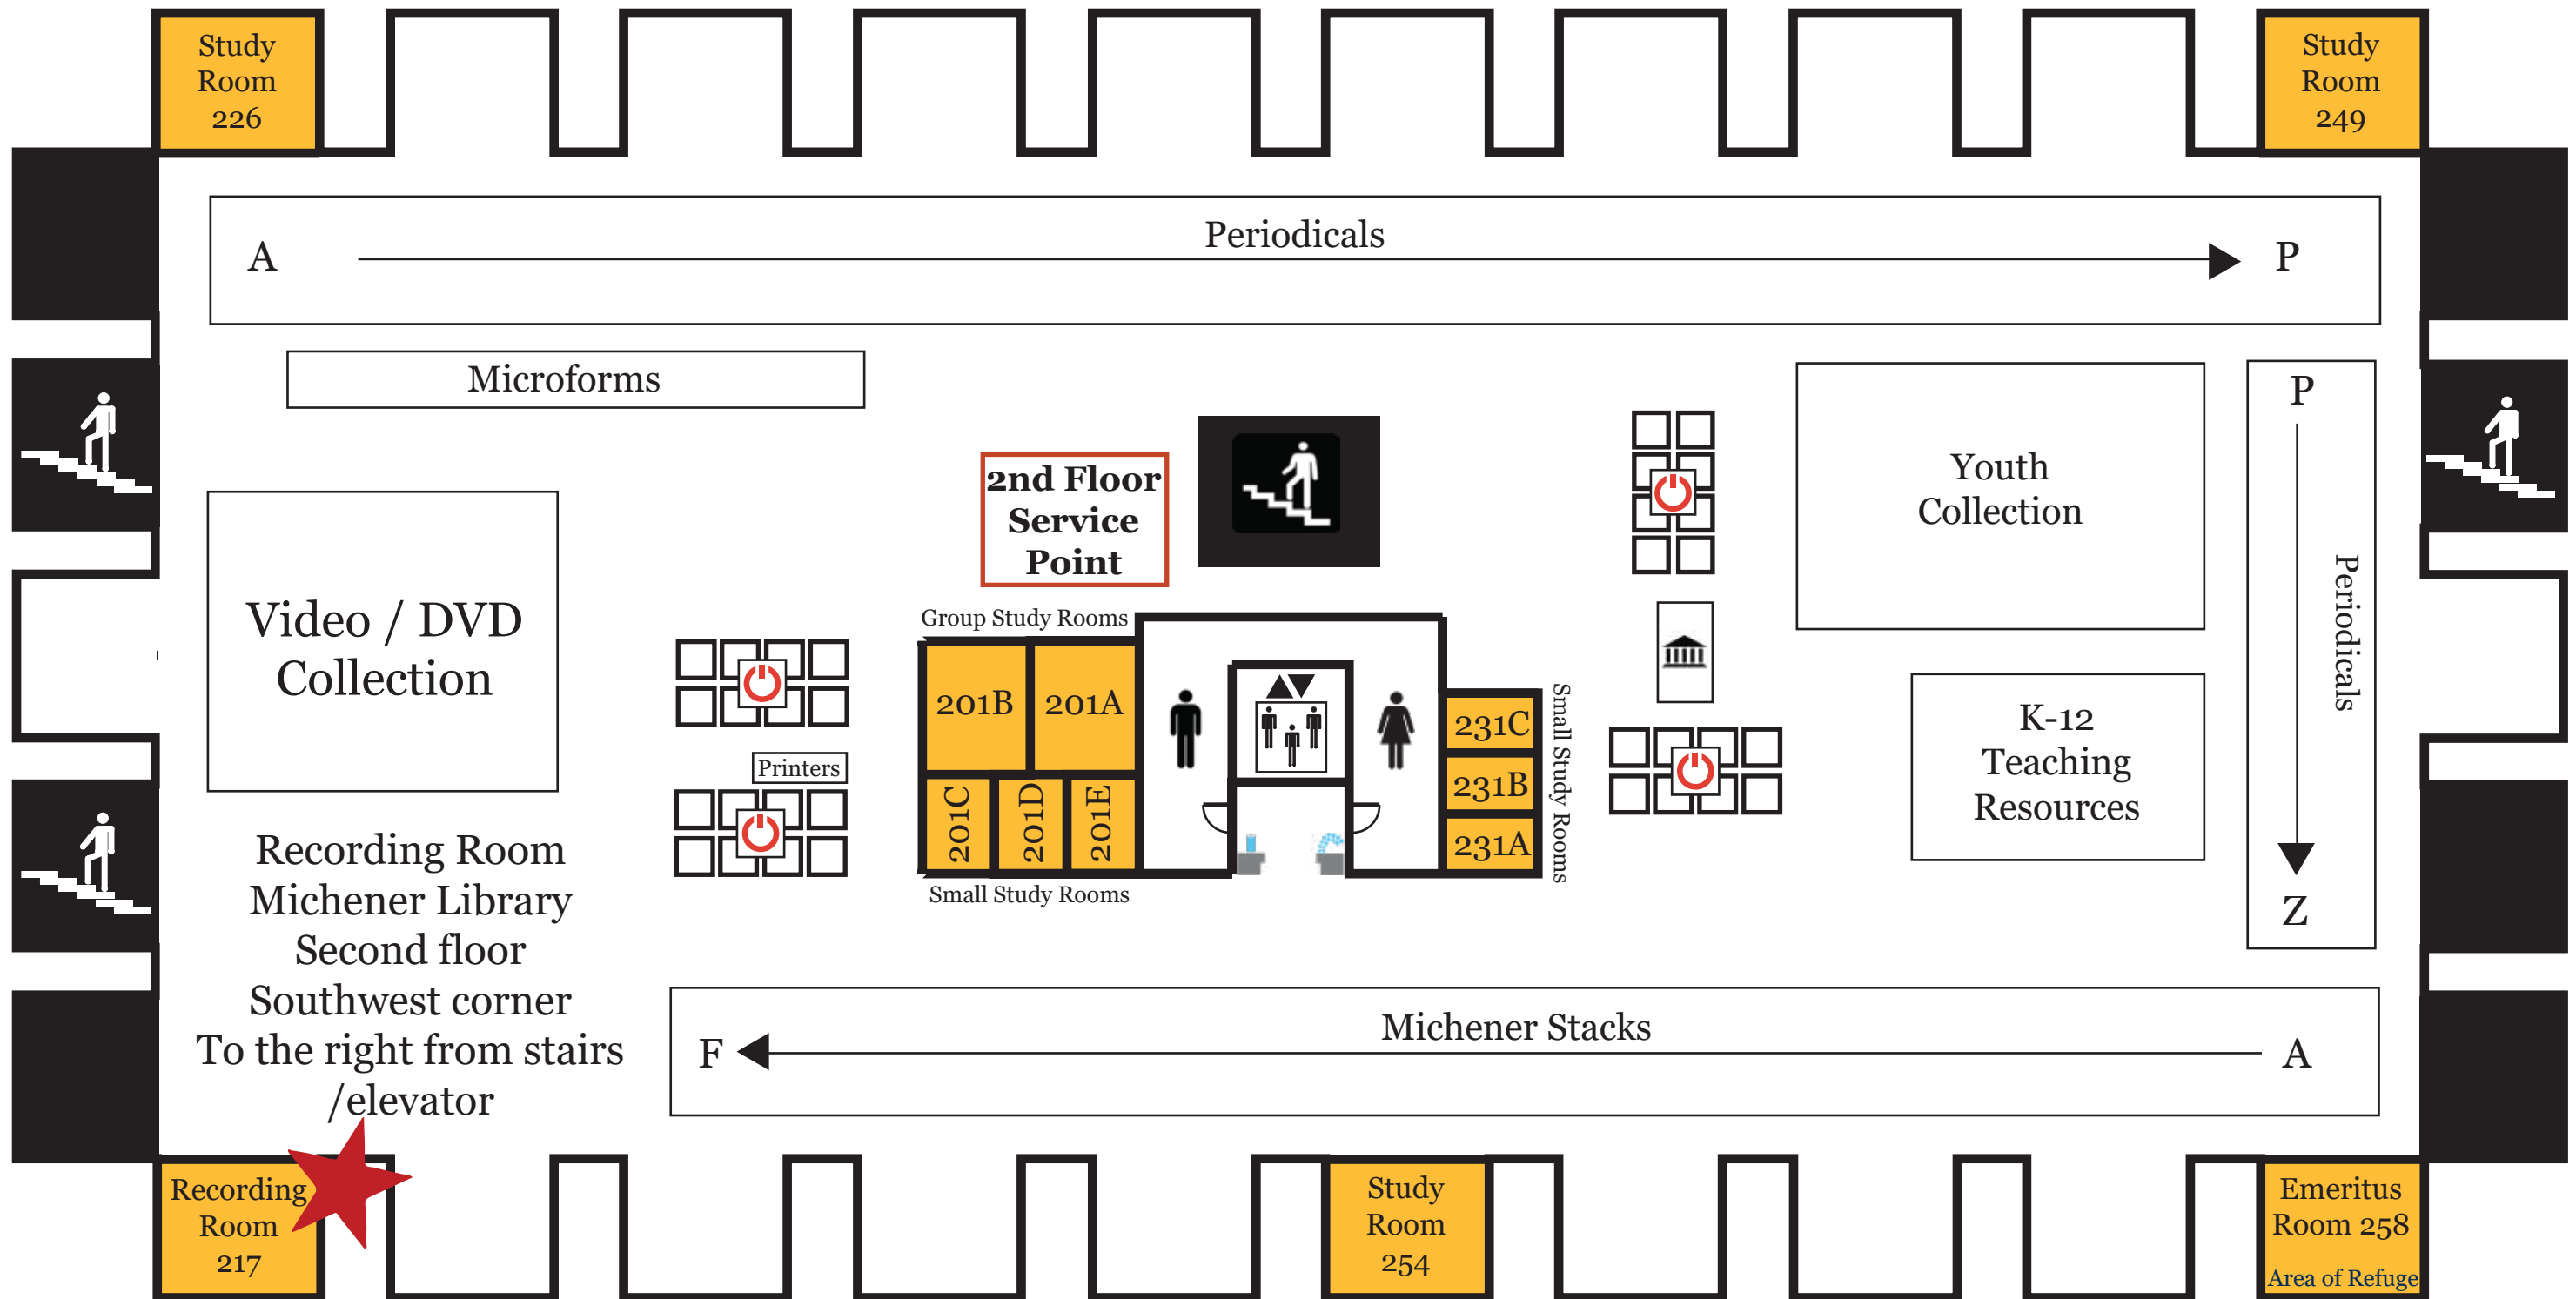 Study
Room
226
Study
Room
249
Periodicals
A
P
Microforms
P
Periodicals
Z
Youth
Collection
2nd Floor
Service
Point
Video / DVD
Collection
Group Study Rooms
201B
201A
201C
201D
201E
Small Study Rooms
231C
231B
231A
Small Study Rooms
Printers
K-12
Teaching
Resources
Recording Room
Michener Library
Second floor
Southwest corner
To the right from stairs
/elevator
Michener Stacks
F
A
Recording
Room
217
Study
Room
254
Emeritus
Room 258
Area of Refuge